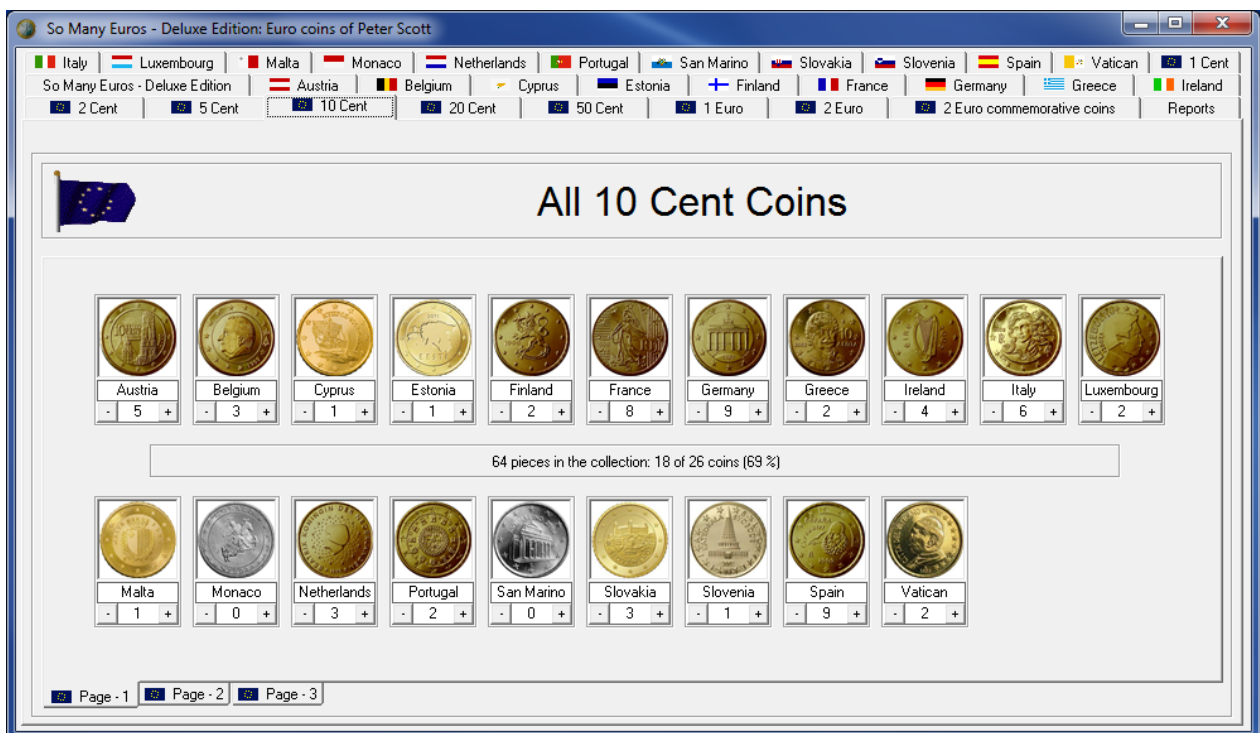 So Many Euros - Deluxe Edition: Euro coins of Peter Scott
Italy Luxembourg Malta Monaco Netherlands Portugal San Marino Slovakia Slovenia Spain Vatican 1 Cent
So Many Euros - Deluxe Edition Austria Belgium Cyprus Estonia Finland France Germany Greece Ireland
2 Cent 5 Cent 10 Cent 20 Cent 50 Cent 1 Euro 2 Euro 2 Euro commemorative coins Reports
All 10 Cent Coins
Austria Belgium Cyprus Estonia Finland France Germany Greece Ireland Italy Luxembourg
- 5 + - 3 + - 1 + - 1 + - 2 + - 8 + - 9 + - 2 + - 4 + - 6 + - 2 +
64 pieces in the collection: 18 of 26 coins (69 %)
Malta Monaco Netherlands Portugal San Marino Slovakia Slovenia Spain Vatican
- 1 + - 0 + - 3 + - 2 + - 0 + - 3 + - 1 + - 9 + - 2 +
Page - 1 Page - 2 Page - 3